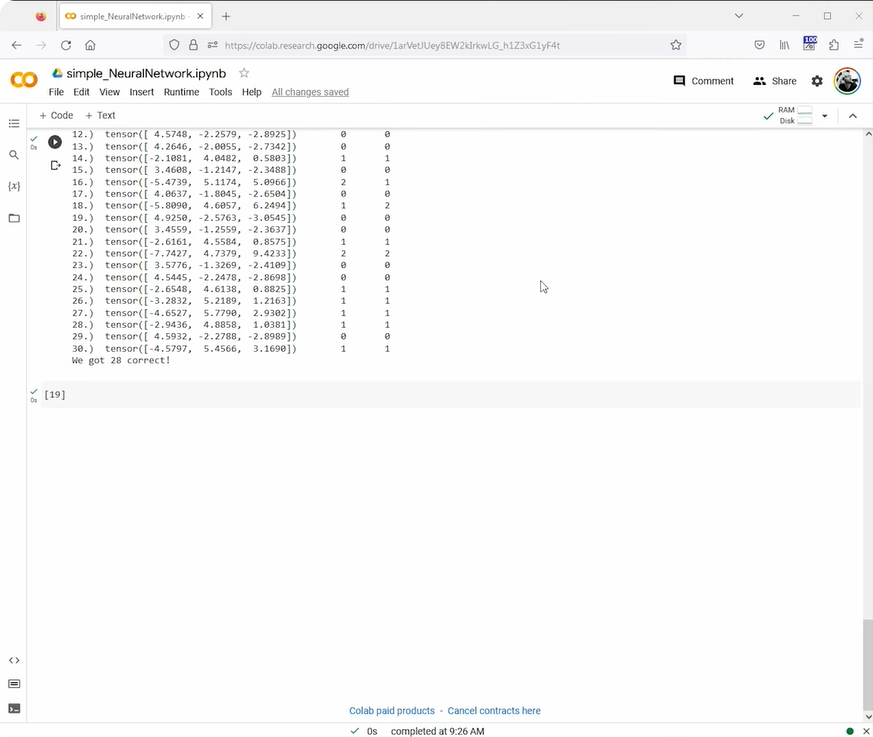 simple_NeuralNetwork.ipynb -
https://colab.research.google.com/drive/1arVetJUey8EW2kIrkwLG_h1Z3xG1yF4t
100
simple_NeuralNetwork.ipynb
Comment
Share
File Edit View Insert Runtime Tools Help All changes saved
+ Code + Text
RAM
Disk
12.) tensor([ 4.5748, -2.2579, -2.8925]) 0 0
0s
13.) tensor([ 4.2646, -2.0055, -2.7342]) 0 0
14.) tensor([-2.1081, 4.0482, 0.5803]) 1 1
15.) tensor([ 3.4608, -1.2147, -2.3488]) 0 0
16.) tensor([-5.4739, 5.1174, 5.0966]) 2 1
17.) tensor([ 4.0637, -1.8045, -2.6504]) 0 0
18.) tensor([-5.8090, 4.6057, 6.2494]) 1 2
19.) tensor([ 4.9250, -2.5763, -3.0545]) 0 0
20.) tensor([ 3.4559, -1.2559, -2.3637]) 0 0
21.) tensor([-2.6161, 4.5584, 0.8575]) 1 1
22.) tensor([-7.7427, 4.7379, 9.4233]) 2 2
23.) tensor([ 3.5776, -1.3269, -2.4109]) 0 0
24.) tensor([ 4.5445, -2.2478, -2.8698]) 0 0
25.) tensor([-2.6548, 4.6138, 0.8825]) 1 1
26.) tensor([-3.2832, 5.2189, 1.2163]) 1 1
27.) tensor([-4.6527, 5.7790, 2.9302]) 1 1
28.) tensor([-2.9436, 4.8858, 1.0381]) 1 1
29.) tensor([ 4.5932, -2.2788, -2.8989]) 0 0
30.) tensor([-4.5797, 5.4566, 3.1690]) 1 1
We got 28 correct!
[19]
0s
Colab paid products - Cancel contracts here
0s completed at 9:26 AM